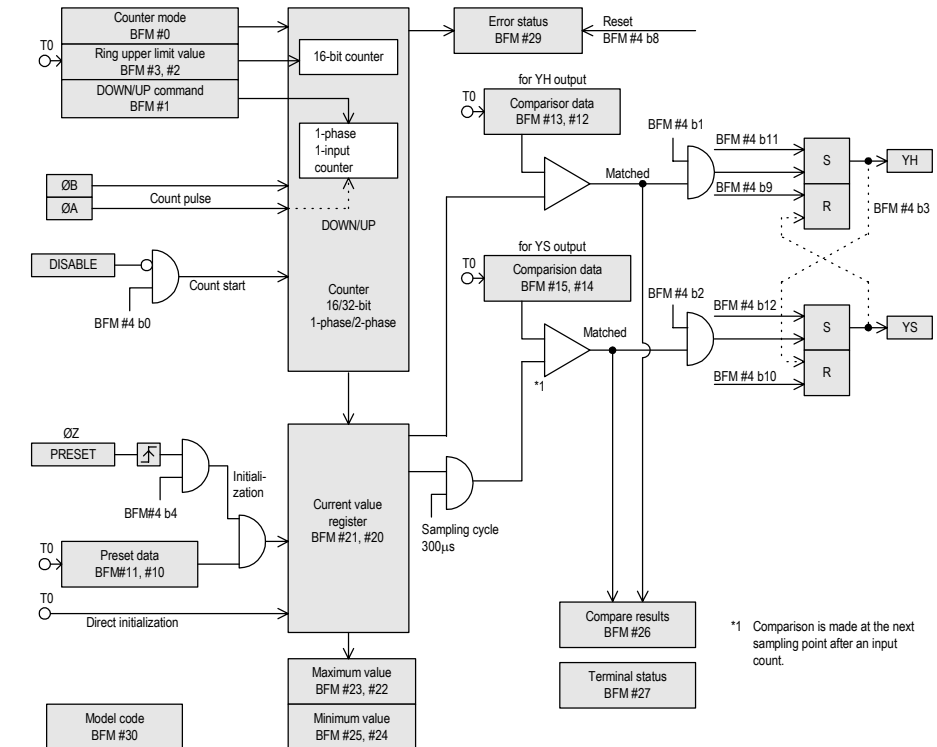 Counter mode
BFM #0
T0
Ring upper limit value
BFM #3, #2
DOWN/UP command
BFM #1
16-bit counter
1-phase
1-input
counter
Error status
BFM #29
Reset
BFM #4 b8
for YH output
T0
Comparisor data
BFM #13, #12
BFM #4 b1
BFM #4 b11
Matched
BFM #4 b9
S
R
YH
BFM #4 b3
ØB
ØA
Count pulse
DOWN/UP
DISABLE
Count start
BFM #4 b0
Counter
16/32-bit
1-phase/2-phase
for YS output
T0
Comparision data
BFM #15, #14
BFM #4 b2
BFM #4 b12
Matched
*1
BFM #4 b10
S
R
YS
ØZ
PRESET
BFM#4 b4
Initiali-
zation
T0
Preset data
BFM#11, #10
T0
Direct initialization
Current value
register
BFM #21, #20
Sampling cycle
300µs
Compare results
BFM #26
Terminal status
BFM #27
*1 Comparison is made at the next
sampling point after an input
count.
Maximum value
BFM #23, #22
Minimum value
BFM #25, #24
Model code
BFM #30